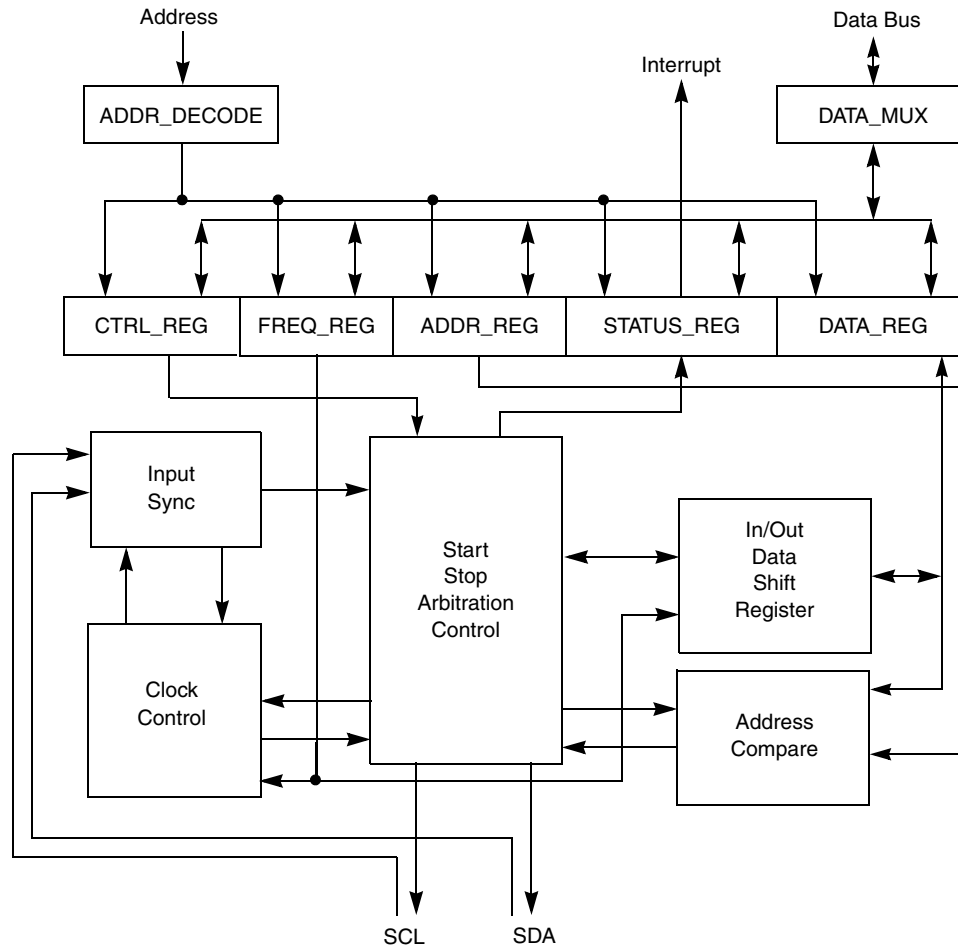 Address
Data Bus
Interrupt
ADDR_DECODE
DATA_MUX
CTRL_REG
FREQ_REG
ADDR_REG
STATUS_REG
DATA_REG
Input
Sync
Start
Stop
Arbitration
Control
In/Out
Data
Shift
Register
Clock
Control
Address
Compare
SCL
SDA